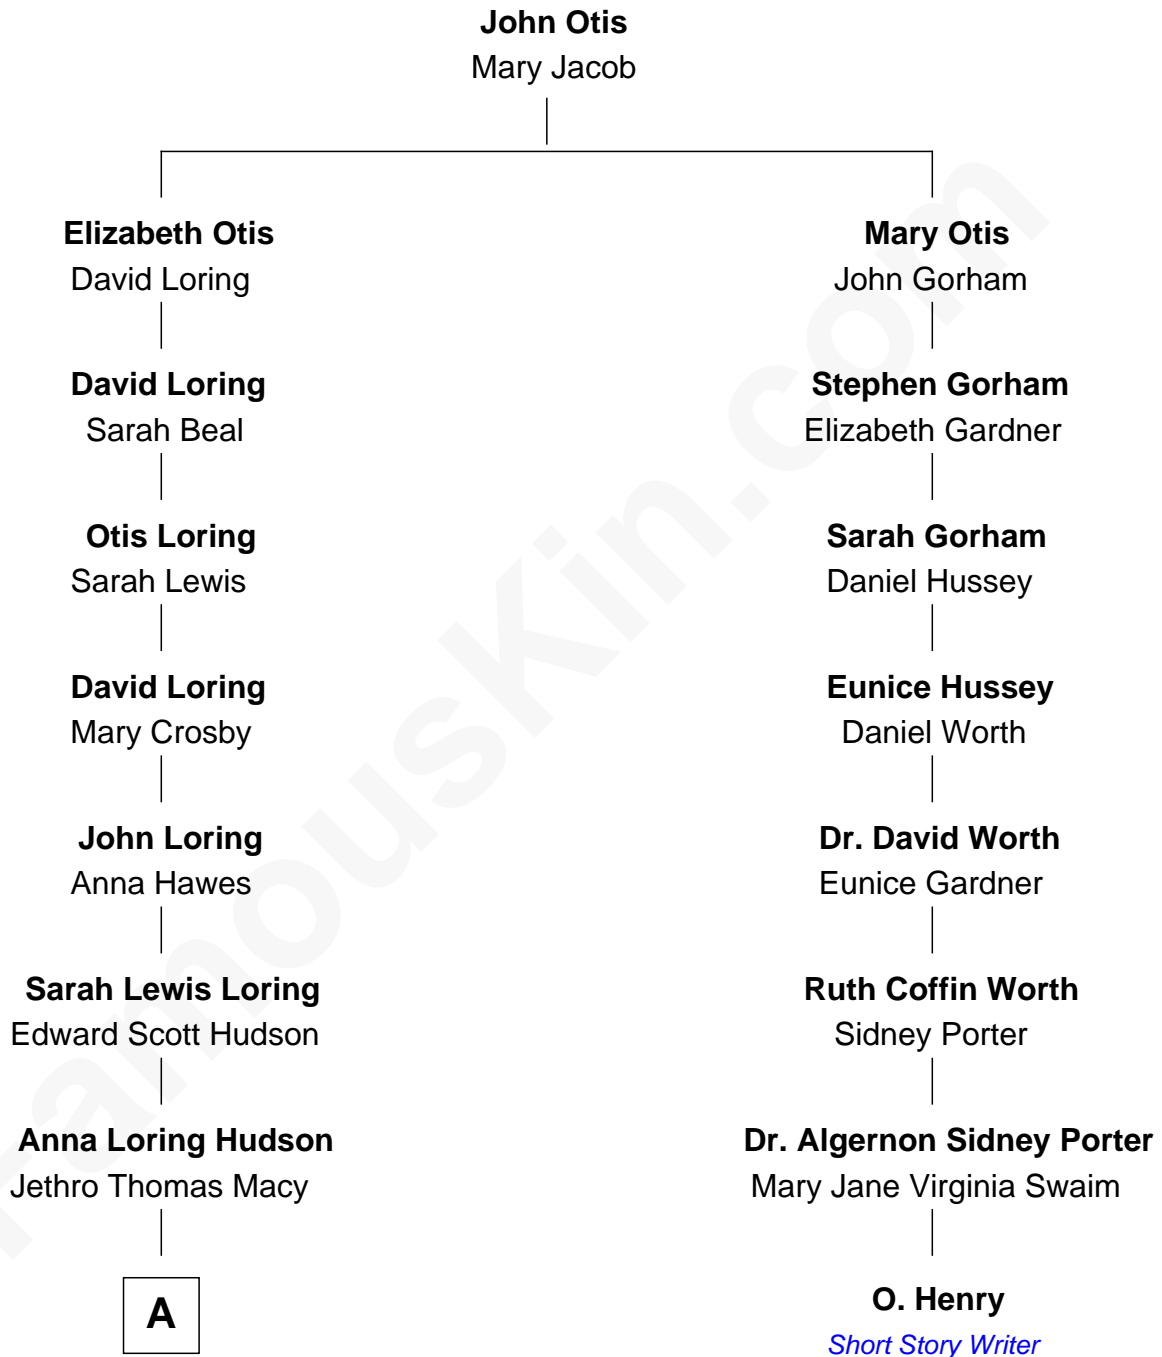 John Otis
Mary Jacob
Elizabeth Otis
David Loring
Mary Otis
John Gorham
David Loring
Sarah Beal
Stephen Gorham
Elizabeth Gardner
Otis Loring
Sarah Lewis
Sarah Gorham
Daniel Hussey
David Loring
Mary Crosby
Eunice Hussey
Daniel Worth
John Loring
Anna Hawes
Dr. David Worth
Eunice Gardner
Sarah Lewis Loring
Edward Scott Hudson
Ruth Coffin Worth
Sidney Porter
Anna Loring Hudson
Jethro Thomas Macy
Dr. Algernon Sidney Porter
Mary Jane Virginia Swaim
A
O. Henry
Short Story Writer
FamousKin.com